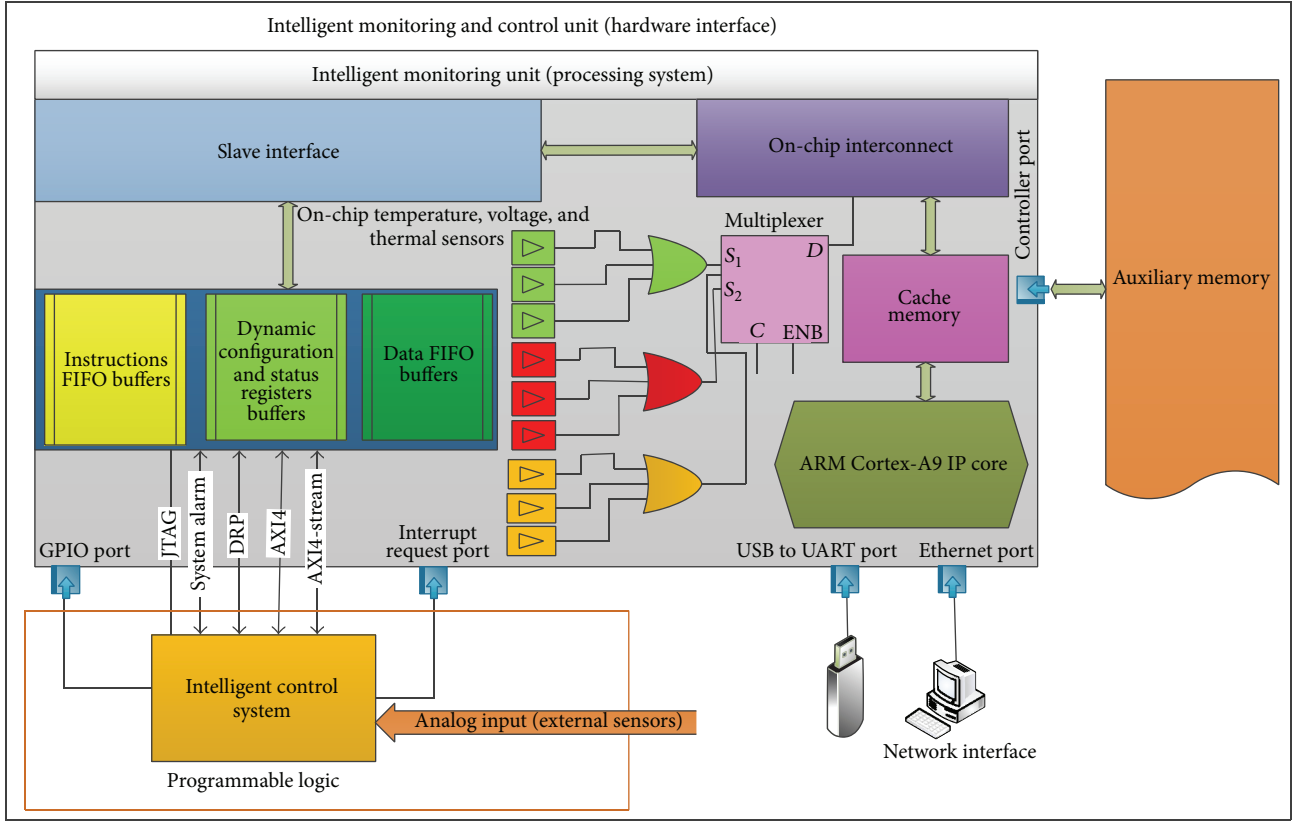 Intelligent monitoring and control unit (hardware interface)
Intelligent monitoring unit (processing system)
Slave interface
On-chip interconnect
Controller port
Auxiliary memory
On-chip temperature, voltage, and
thermal sensors
Multiplexer
S1
D
S2
C
ENB
Cache
memory
Instructions
FIFO buffers
Dynamic
configuration
and status
registers
buffers
Data FIFO
buffers
ARM Cortex-A9 IP core
JTAG
System alarm
DRP
AXI4
AXI4-stream
GPIO port
Interrupt
request port
USB to UART port
Ethernet port
Intelligent control
system
Analog input (external sensors)
Programmable logic
Network interface